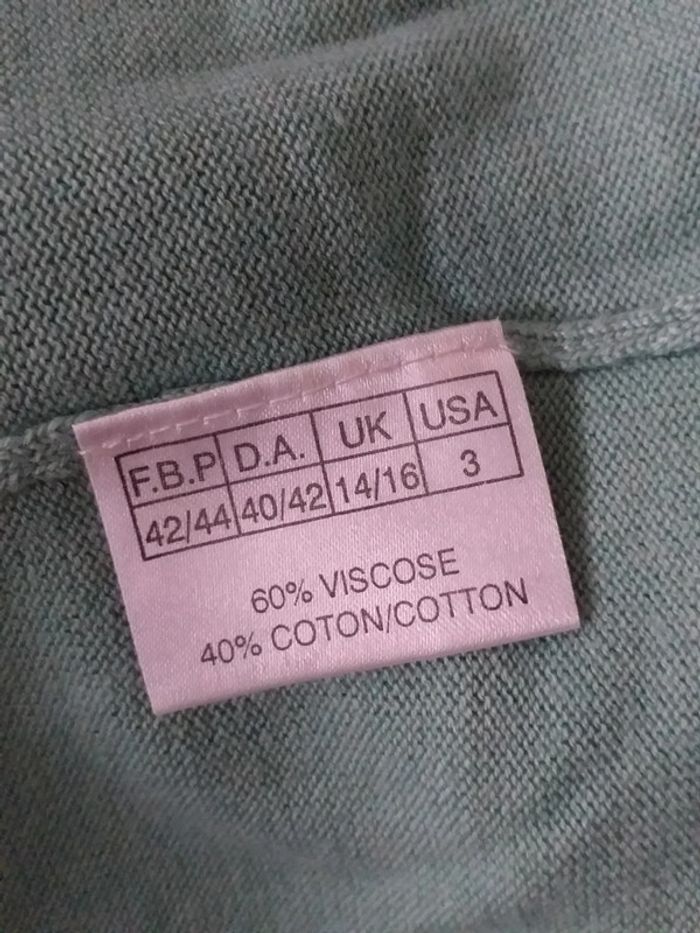 F.B.P D.A. UK USA
42/44 40/42 14/16 3
60% VISCOSE
40% COTON/COTTON